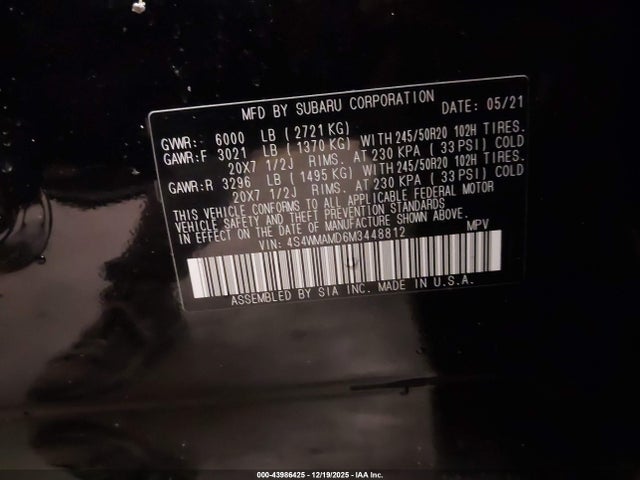 MFD BY SUBARU CORPORATION DATE: 05/21
GVWR: 6000 LB ( 2721 KG)
GAWR:F 3021 LB ( 1370 KG) WITH 245/50R20 102H TIRES.
20X7 1/2J RIMS. AT 230 KPA ( 33 PSI) COLD
GAWR:R 3296 LB ( 1495 KG) WITH 245/50R20 102H TIRES.
20X7 1/2J RIMS. AT 230 KPA ( 33 PSI) COLD
THIS VEHICLE CONFORMS TO ALL APPLICABLE FEDERAL MOTOR
VEHICLE SAFETY AND THEFT PREVENTION STANDARDS
IN EFFECT ON THE DATE OF MANUFACTURE SHOWN ABOVE.
VIN: 4S4WMAMD6M3448812 MPV
ASSEMBLED BY SIA INC. MADE IN U.S.A.
000-43986425 - 12/19/2025 - IAA Inc.